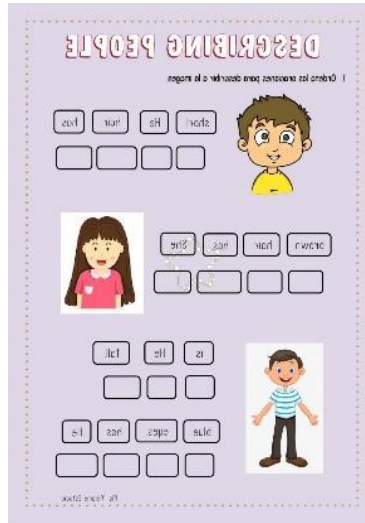 DESCRIBING PEOPLE
Ordena las oraciones para describir a la imagen
short He hair has
brown hair has She
is He tall
blue eyes has He